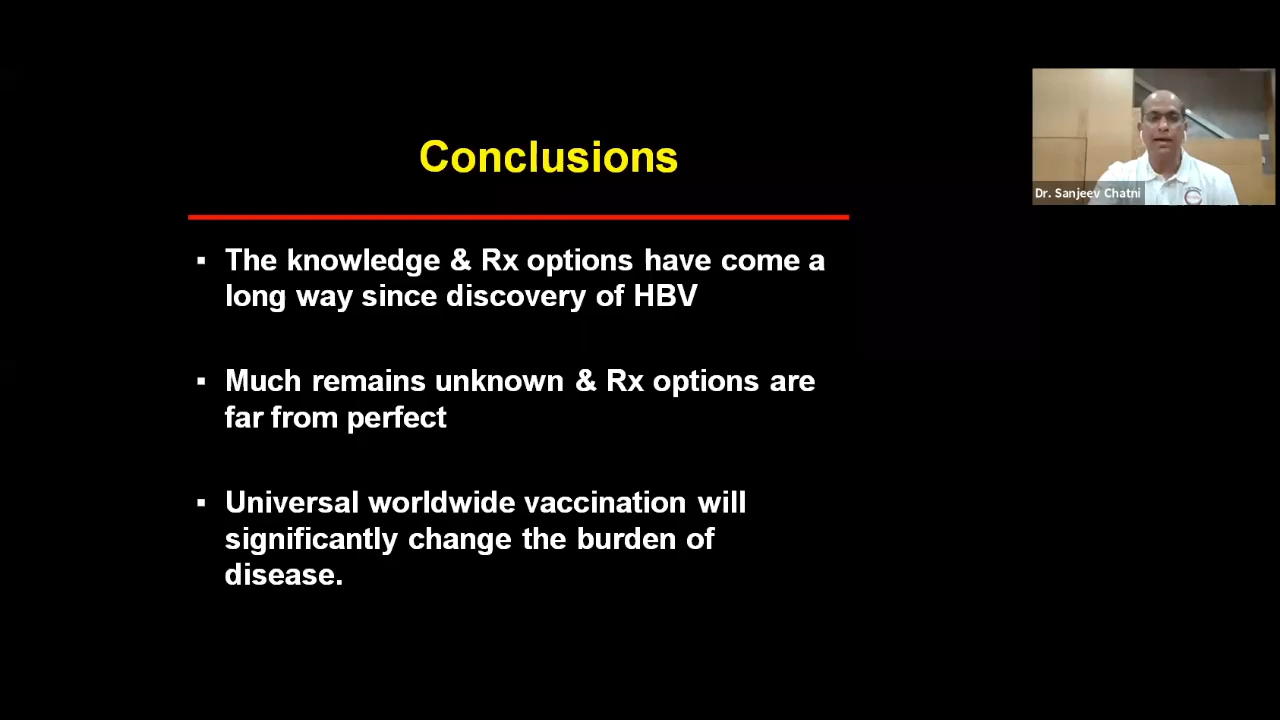 Conclusions
▪ The knowledge & Rx options have come a
long way since discovery of HBV
▪ Much remains unknown & Rx options are
far from perfect
▪ Universal worldwide vaccination will
significantly change the burden of
disease.
Dr. Sanjeev Chatni